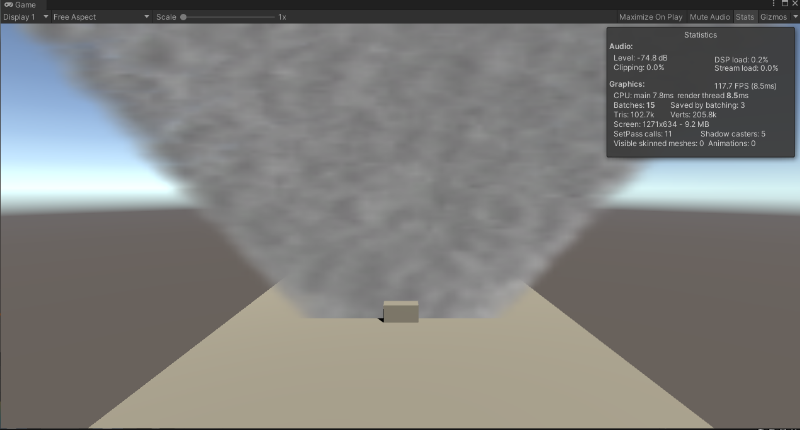 Game
Display 1 Free Aspect Scale 1x Maximize On Play Mute Audio Stats Gizmos
Statistics
Audio:
Level: -74.8 dB DSP load: 0.2%
Clipping: 0.0% Stream load: 0.0%
Graphics: 117.7 FPS (8.5ms)
CPU: main 7.8ms render thread 8.5ms
Batches: 15 Saved by batching: 3
Tris: 102.7k Verts: 205.8k
Screen: 1271x634 - 9.2 MB
SetPass calls: 11 Shadow casters: 5
Visible skinned meshes: 0 Animations: 0